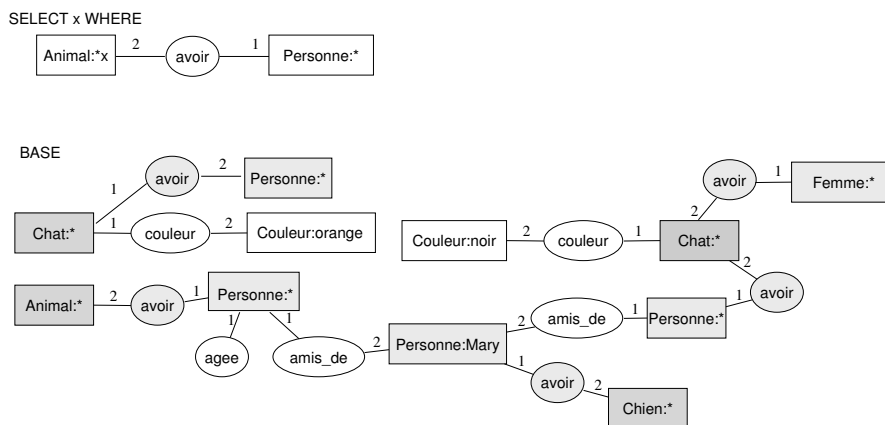 SELECT x WHERE
2 1
Animal:*x avoir Personne:*
BASE
1 avoir 2 Personne:*
Chat:* 1 couleur 2 Couleur:orange
avoir 1 Femme:*
2
Couleur:noir 2 couleur 1 Chat:*
2
Animal:* 2 avoir 1 Personne:*
1 1
agee amis_de 2 Personne:Mary
2 amis_de 1 Personne:* 1 avoir
1
avoir 2 Chien:*